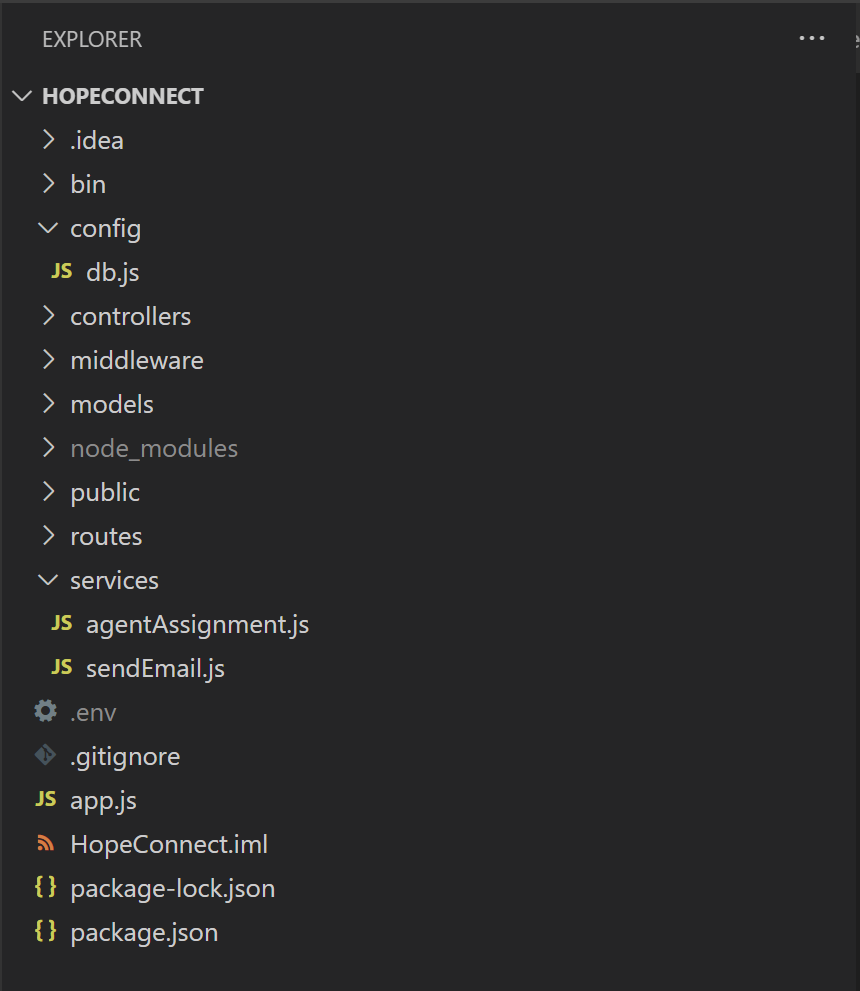 EXPLORER ...
HOPECONNECT
.idea
bin
config
JS db.js
controllers
middleware
models
node_modules
public
routes
services
JS agentAssignment.js
JS sendEmail.js
.env
.gitignore
JS app.js
HopeConnect.iml
{} package-lock.json
{} package.json